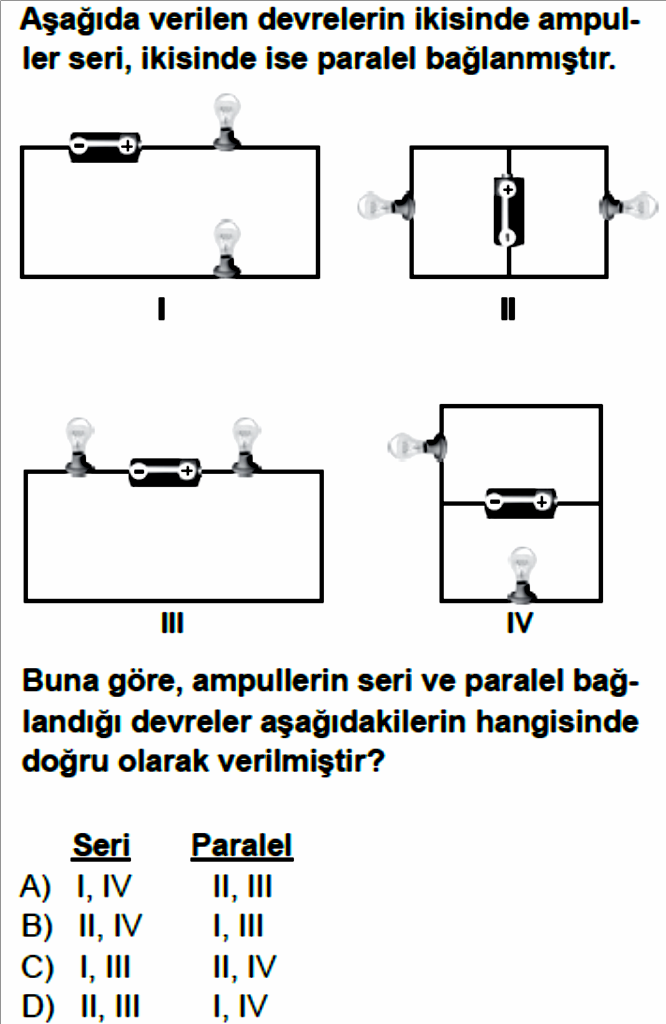 Aşağıda verilen devrelerin ikisinde ampul-
ler seri, ikisinde ise paralel bağlanmıştır.
- +
+ -
I II
- +
- +
III IV
Buna göre, ampullerin seri ve paralel bağ-
landığı devreler aşağıdakilerin hangisinde
doğru olarak verilmiştir?
Seri Paralel
A) I, IV II, III
B) II, IV I, III
C) I, III II, IV
D) II, III I, IV